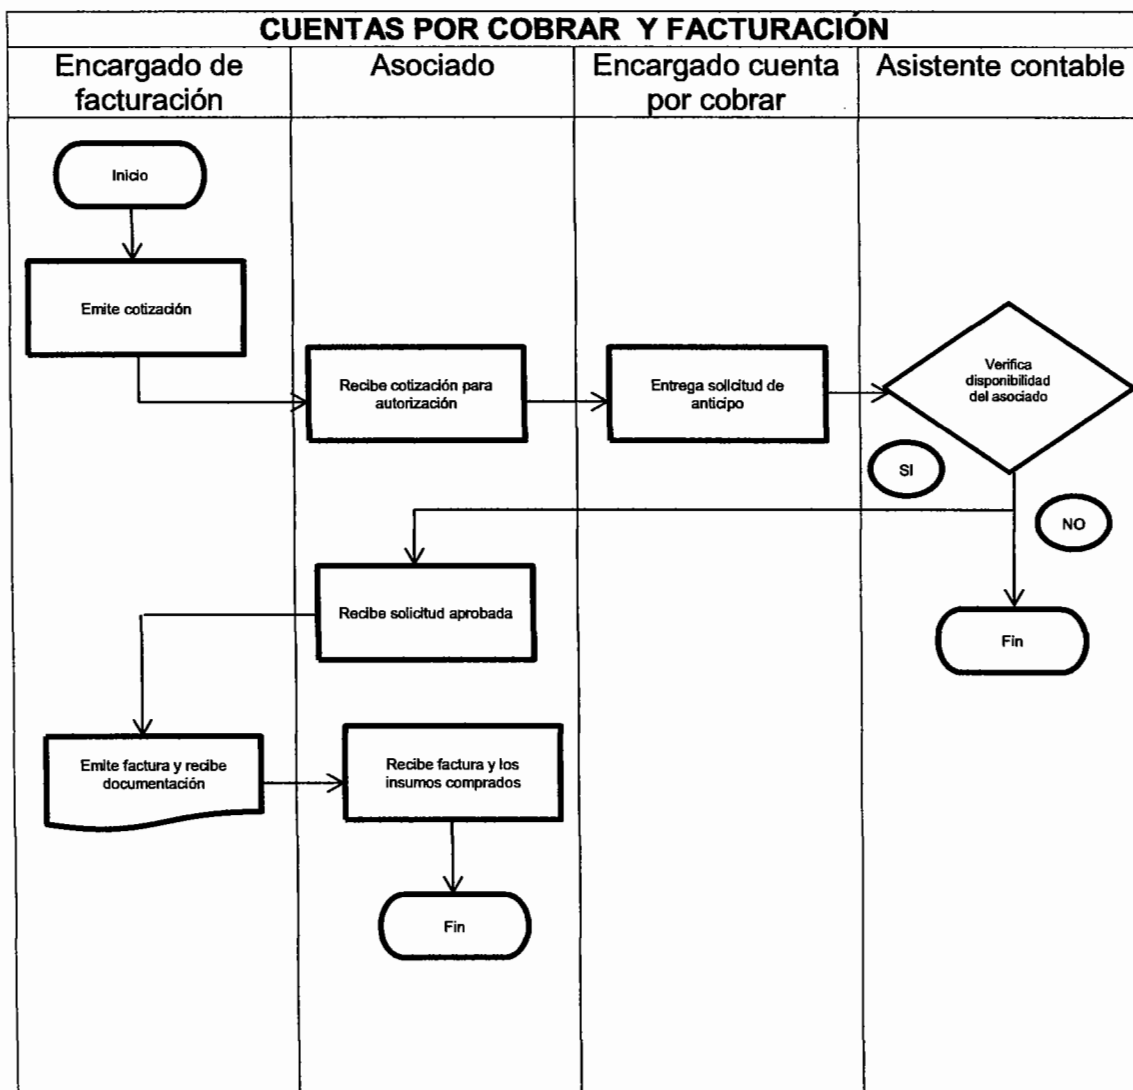 CUENTAS POR COBRAR Y FACTURACIÓN
Encargado de
facturación
Asociado
Encargado cuenta
por cobrar
Asistente contable
Inicio
Emite cotización
Recibe cotización para
autorización
Entrega solicitud de
anticipo
Verifica
disponibilidad
del asociado
SI
NO
Recibe solicitud aprobada
Fin
Emite factura y recibe
documentación
Recibe factura y los
insumos comprados
Fin